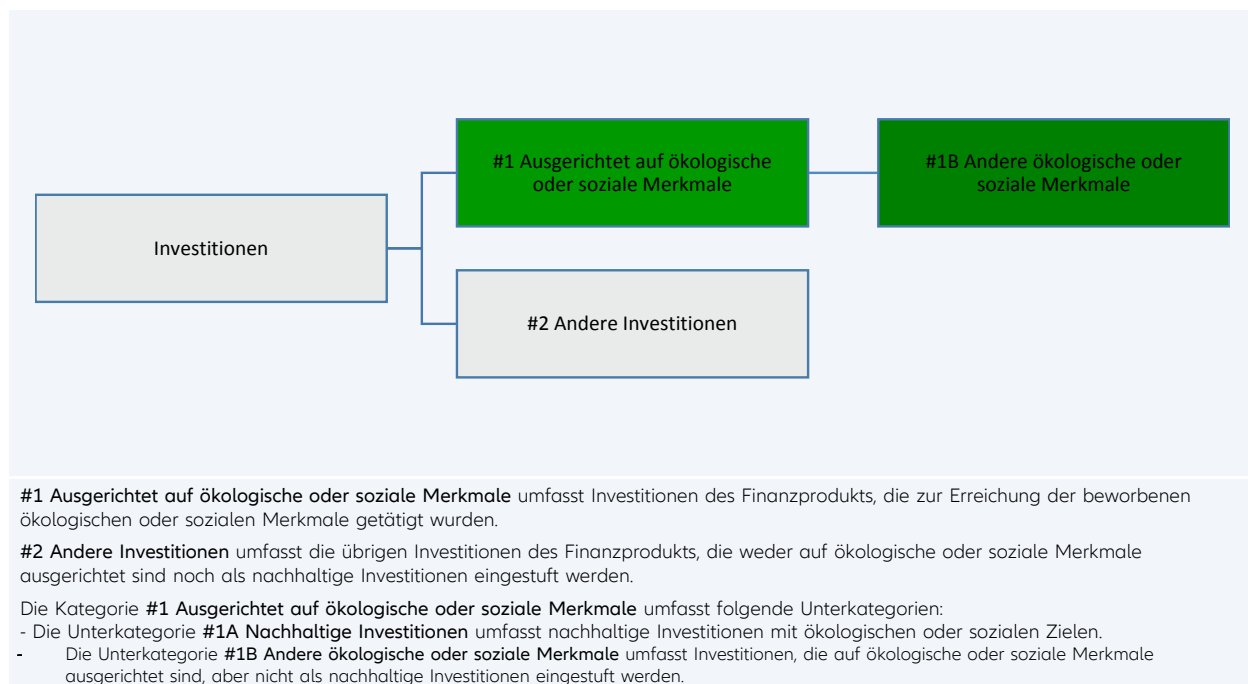 #1 Ausgerichtet auf ökologische
oder soziale Merkmale
#1B Andere ökologische oder
soziale Merkmale
Investitionen
#2 Andere Investitionen
#1 Ausgerichtet auf ökologische oder soziale Merkmale umfasst Investitionen des Finanzprodukts, die zur Erreichung der beworbenen
ökologischen oder sozialen Merkmale getätigt wurden.
#2 Andere Investitionen umfasst die übrigen Investitionen des Finanzprodukts, die weder auf ökologische oder soziale Merkmale
ausgerichtet sind noch als nachhaltige Investitionen eingestuft werden.
Die Kategorie #1 Ausgerichtet auf ökologische oder soziale Merkmale umfasst folgende Unterkategorien:
- Die Unterkategorie #1A Nachhaltige Investitionen umfasst nachhaltige Investitionen mit ökologischen oder sozialen Zielen.
- Die Unterkategorie #1B Andere ökologische oder soziale Merkmale umfasst Investitionen, die auf ökologische oder soziale Merkmale
ausgerichtet sind, aber nicht als nachhaltige Investitionen eingestuft werden.